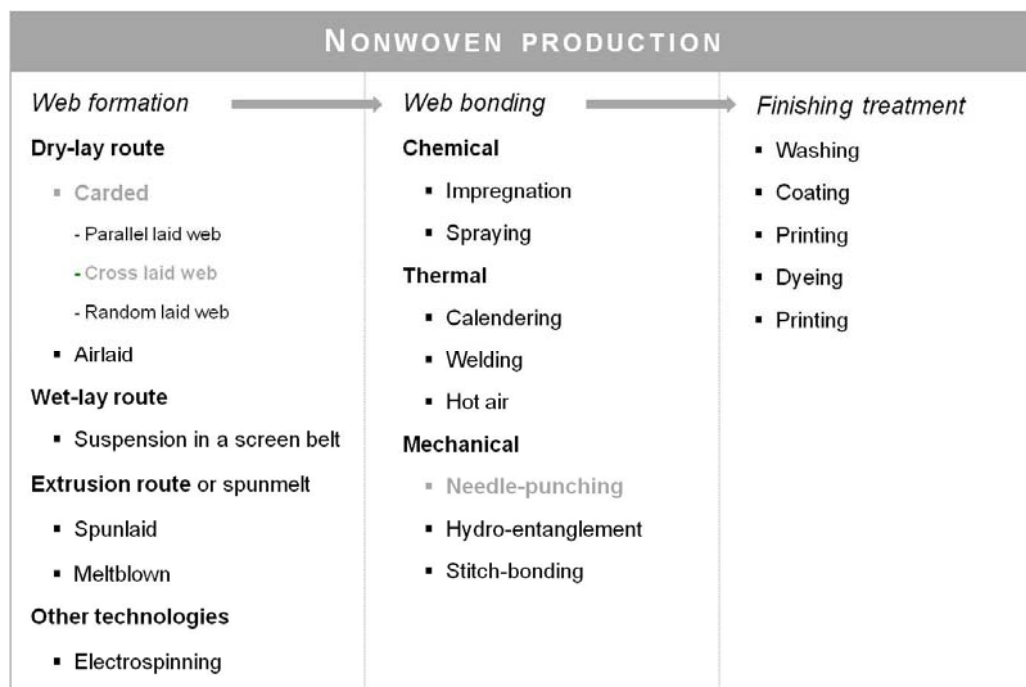 NONWOVEN PRODUCTION
Web formation
Dry-lay route
▪ Carded
- Parallel laid web
- Cross laid web
- Random laid web
▪ Airlaid
Wet-lay route
▪ Suspension in a screen belt
Extrusion route or spunmelt
▪ Spunlaid
▪ Meltblown
Other technologies
▪ Electrospinning
Web bonding
Chemical
▪ Impregnation
▪ Spraying
Thermal
▪ Calendering
▪ Welding
▪ Hot air
Mechanical
▪ Needle-punching
▪ Hydro-entanglement
▪ Stitch-bonding
Finishing treatment
▪ Washing
▪ Coating
▪ Printing
▪ Dyeing
▪ Printing